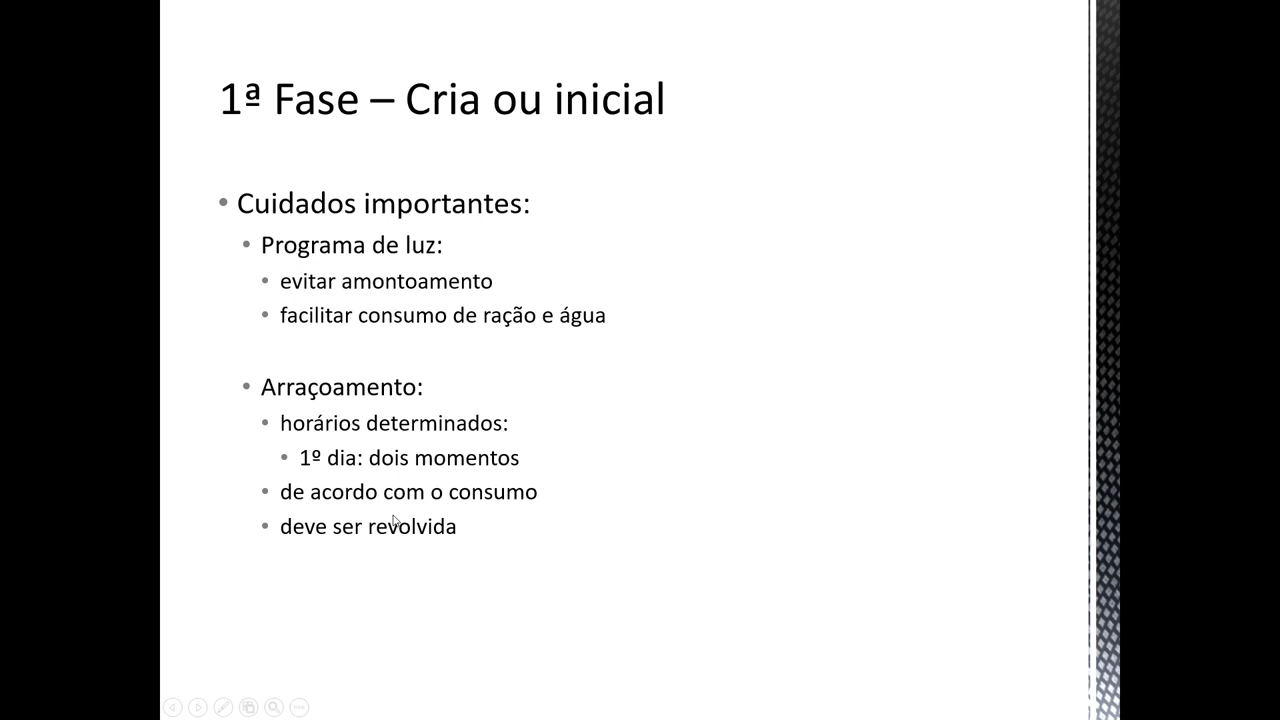 1ª Fase – Cria ou inicial
• Cuidados importantes:
• Programa de luz:
• evitar amontoamento
• facilitar consumo de ração e água
• Arraçoamento:
• horários determinados:
• 1º dia: dois momentos
• de acordo com o consumo
• deve ser revolvida